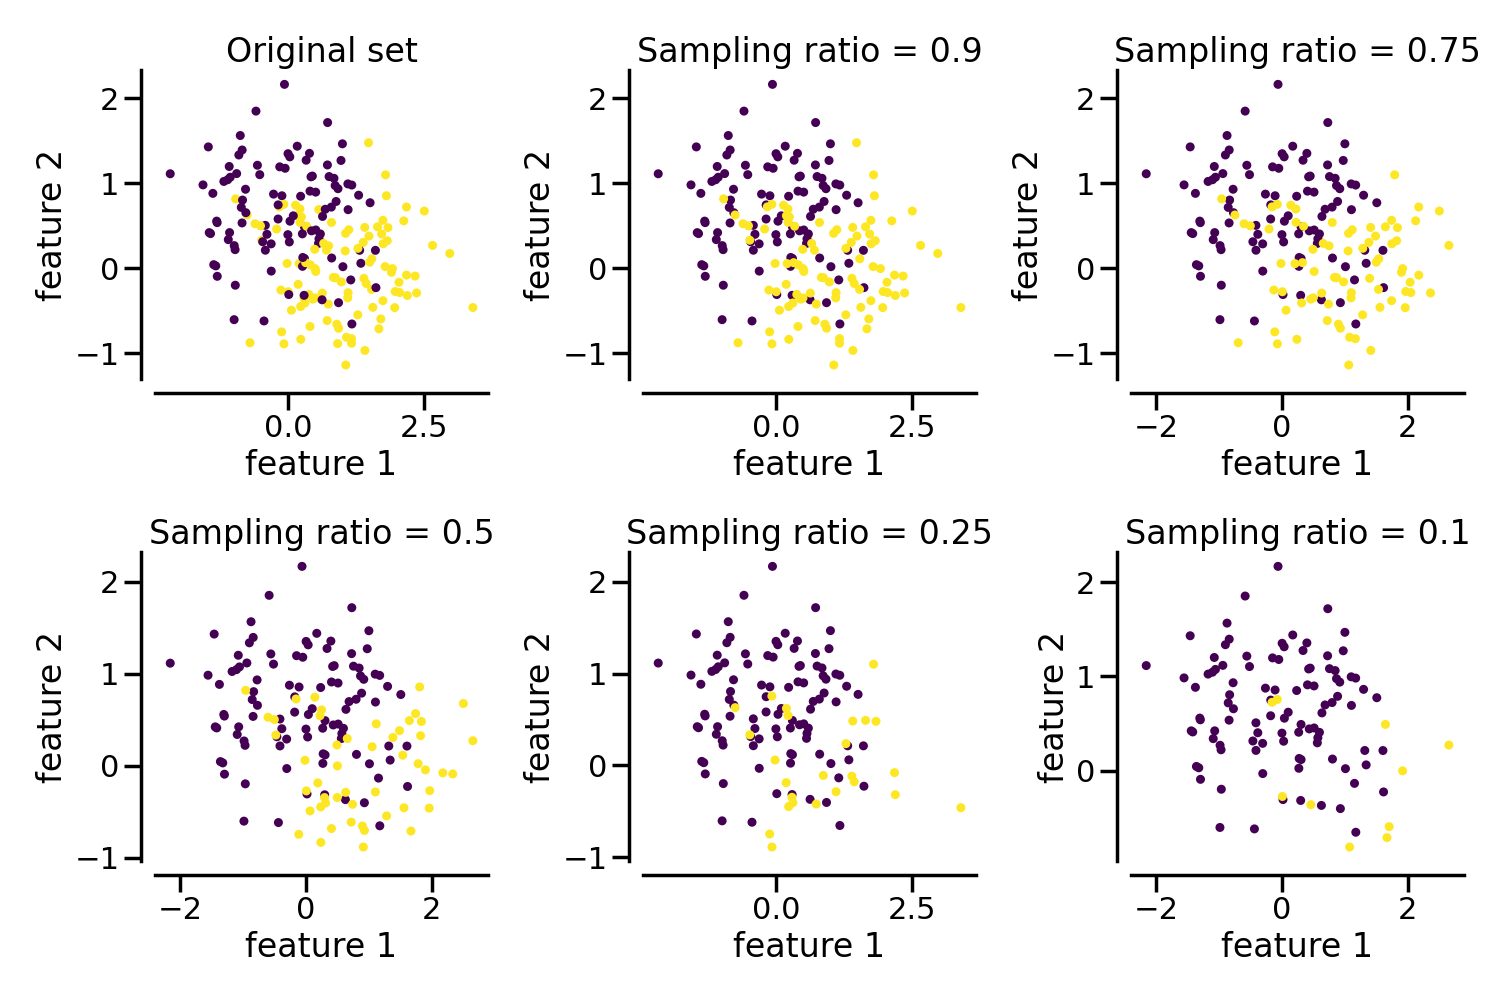 Original set
Sampling ratio = 0.9
Sampling ratio = 0.75
feature 2
2
1
0
−1
0.0 2.5
feature 1
feature 2
2
1
0
−1
0.0 2.5
feature 1
feature 2
2
1
0
−1
−2 0 2
feature 1
Sampling ratio = 0.5
Sampling ratio = 0.25
Sampling ratio = 0.1
feature 2
2
1
0
−1
−2 0 2
feature 1
feature 2
2
1
0
−1
0.0 2.5
feature 1
feature 2
2
1
0
−2 0 2
feature 1